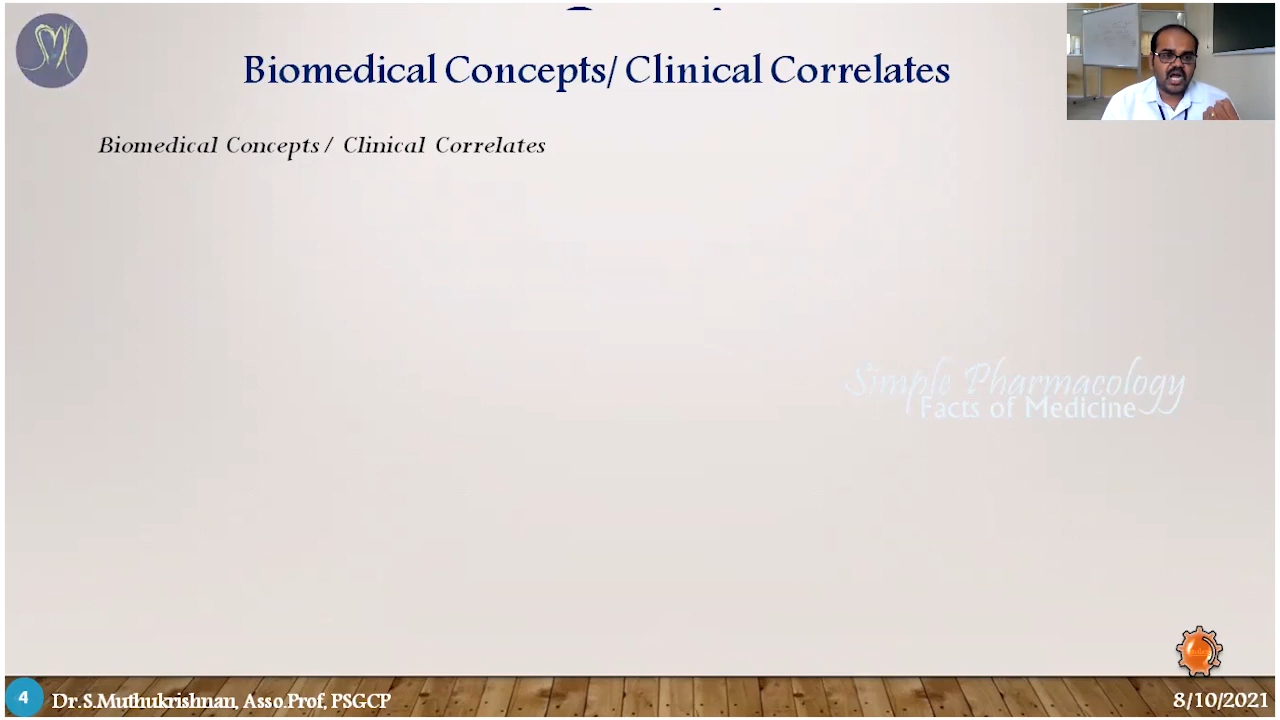 Biomedical Concepts/ Clinical Correlates
Biomedical Concepts / Clinical Correlates
Simple Pharmacology
Facts of Medicine
4
Dr.S.Muthukrishnan, Asso.Prof, PSGCP
8/10/2021